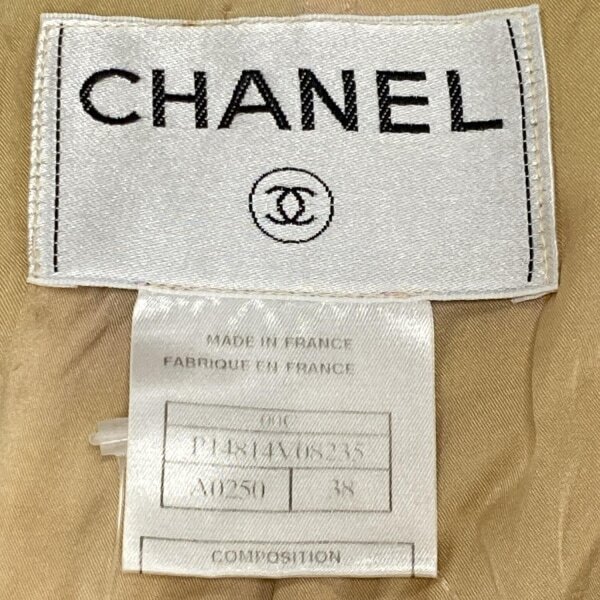 CHANEL
MADE IN FRANCE
FABRIQUE EN FRANCE
00C
P14814V08235
A0250 38
COMPOSITION